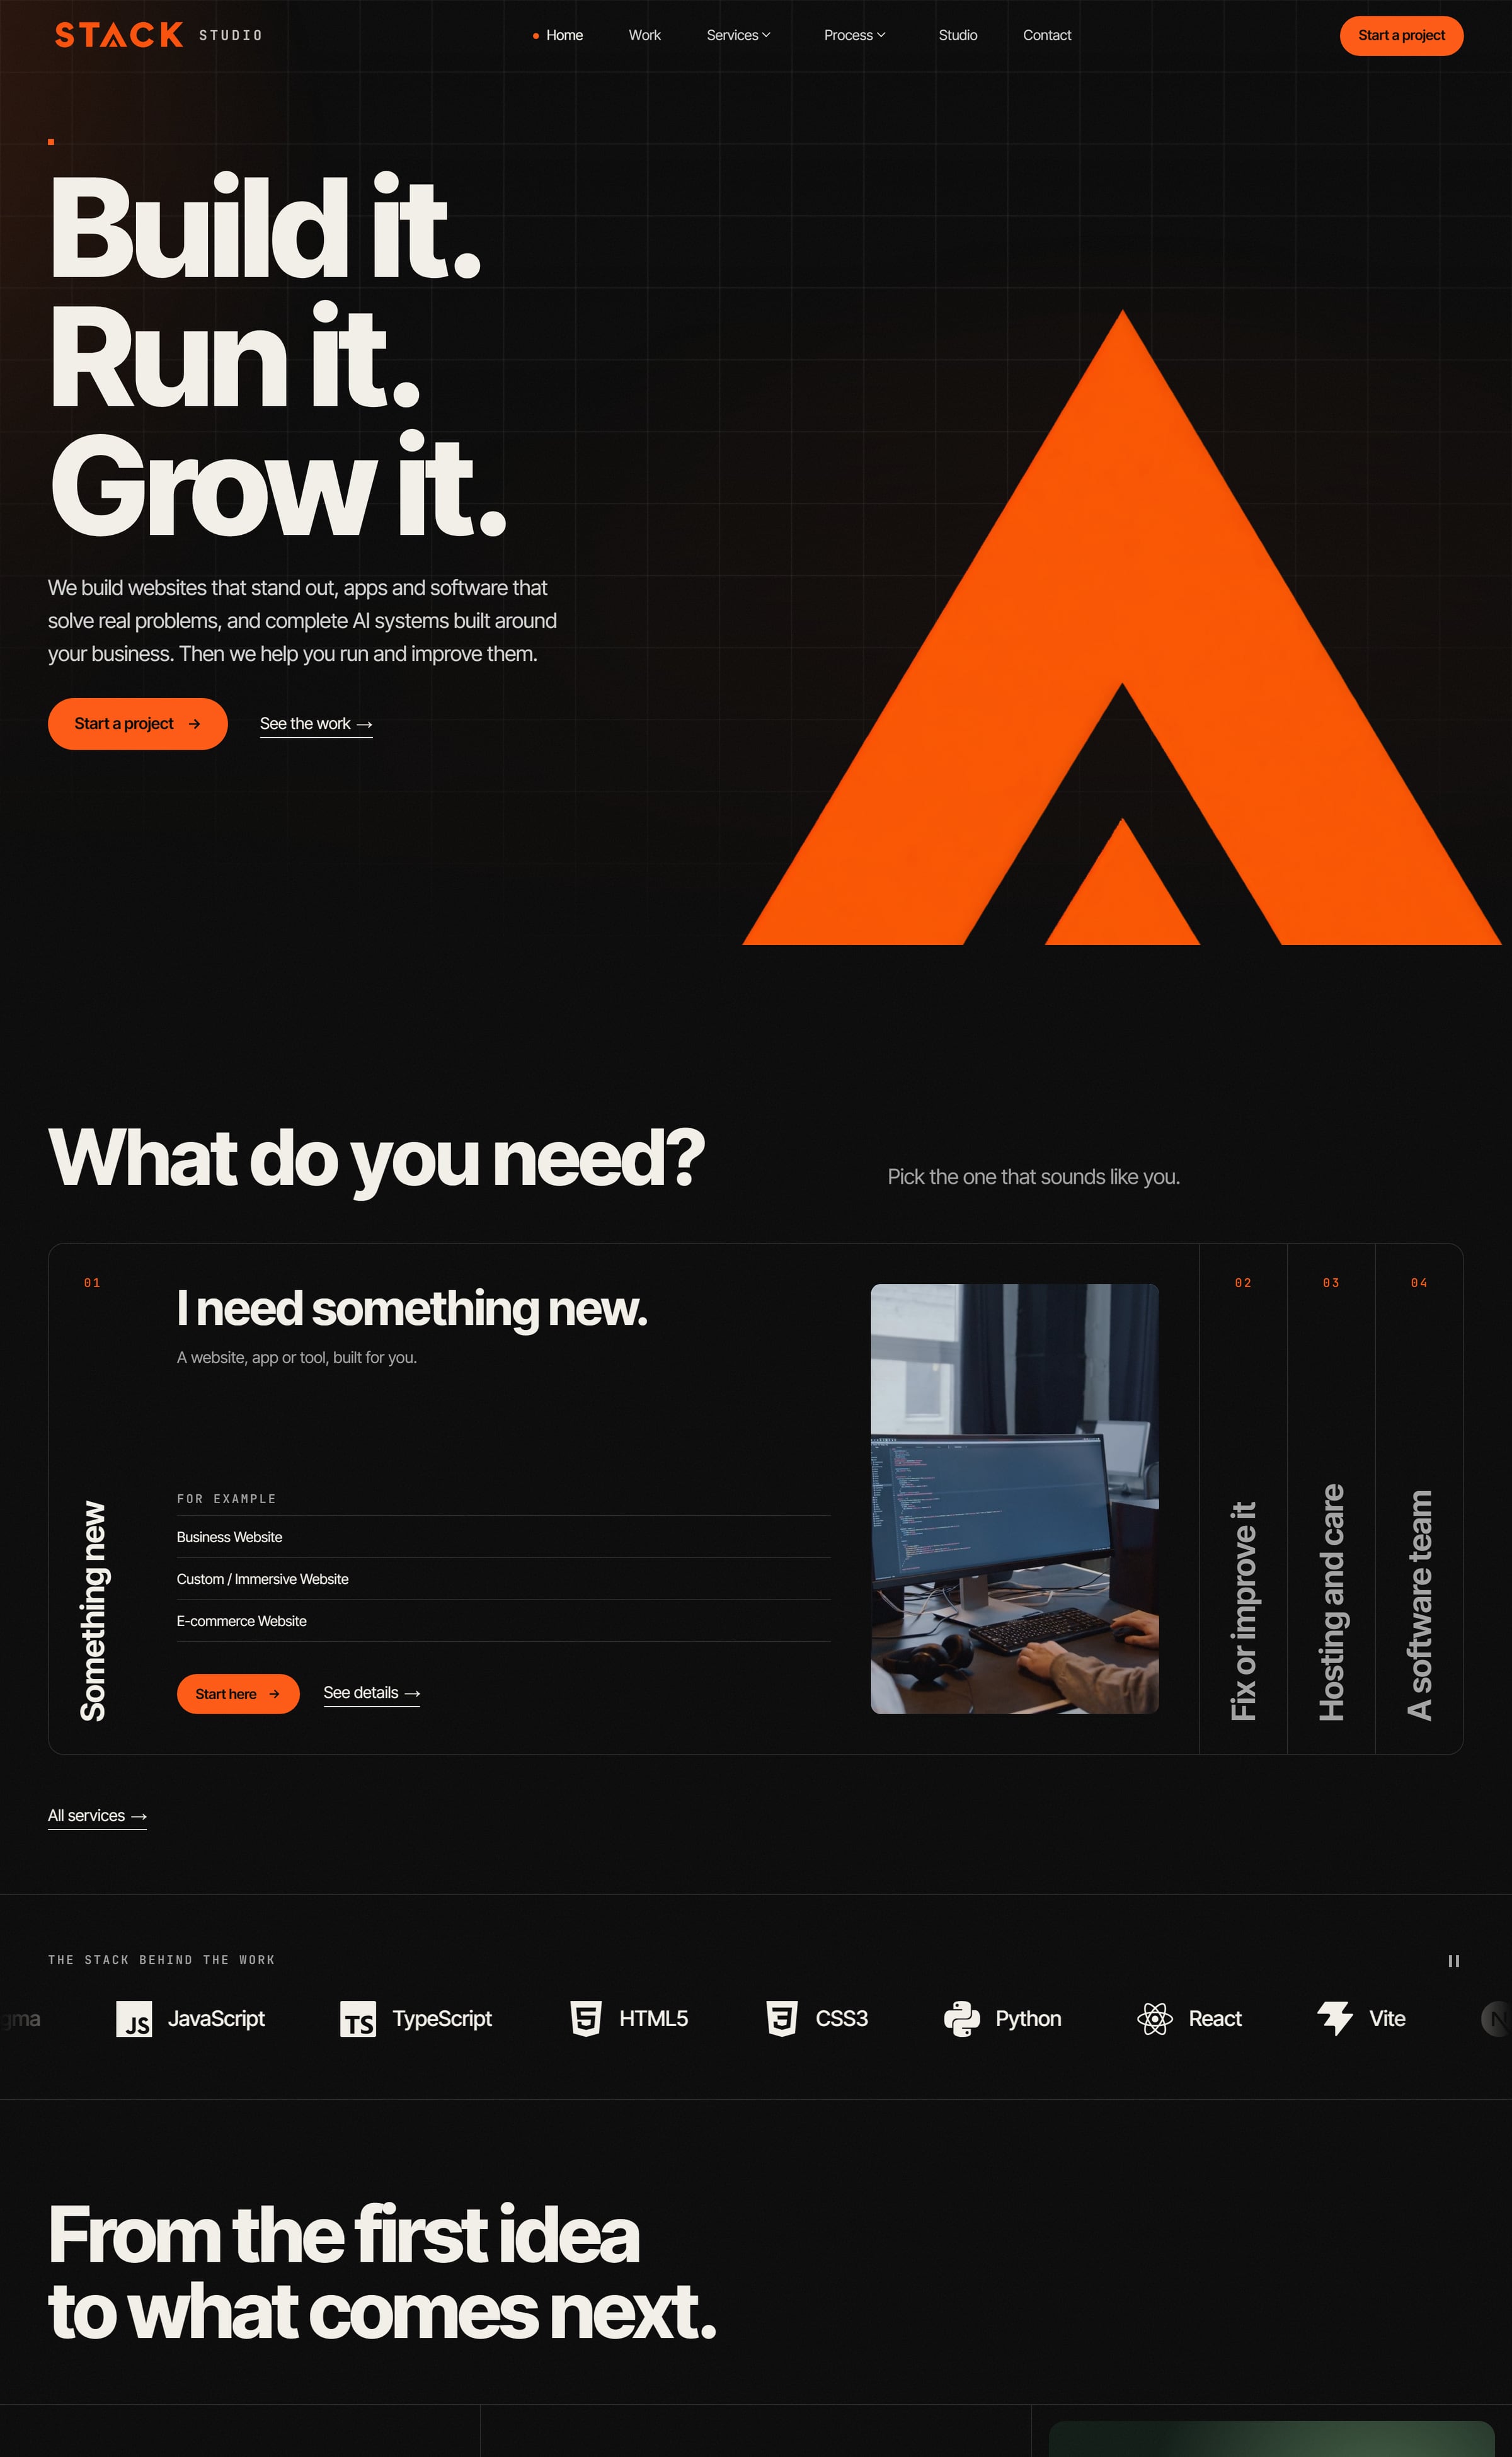 STACK STUDIO
Home
Work
Services
Process
Studio
Contact
Start a project
Build it.
Run it.
Grow it.
We build websites that stand out, apps and software that
solve real problems, and complete AI systems built around
your business. Then we help you run and improve them.
Start a project →
See the work →
What do you need?
Pick the one that sounds like you.
01
Something new
I need something new.
A website, app or tool, built for you.
FOR EXAMPLE
Business Website
Custom / Immersive Website
E-commerce Website
Start here →
See details →
02
Fix or improve it
03
Hosting and care
04
A software team
All services →
THE STACK BEHIND THE WORK
gma
JS JavaScript
TS TypeScript
5 HTML5
3 CSS3
Python
React
Vite
N
From the first idea
to what comes next.